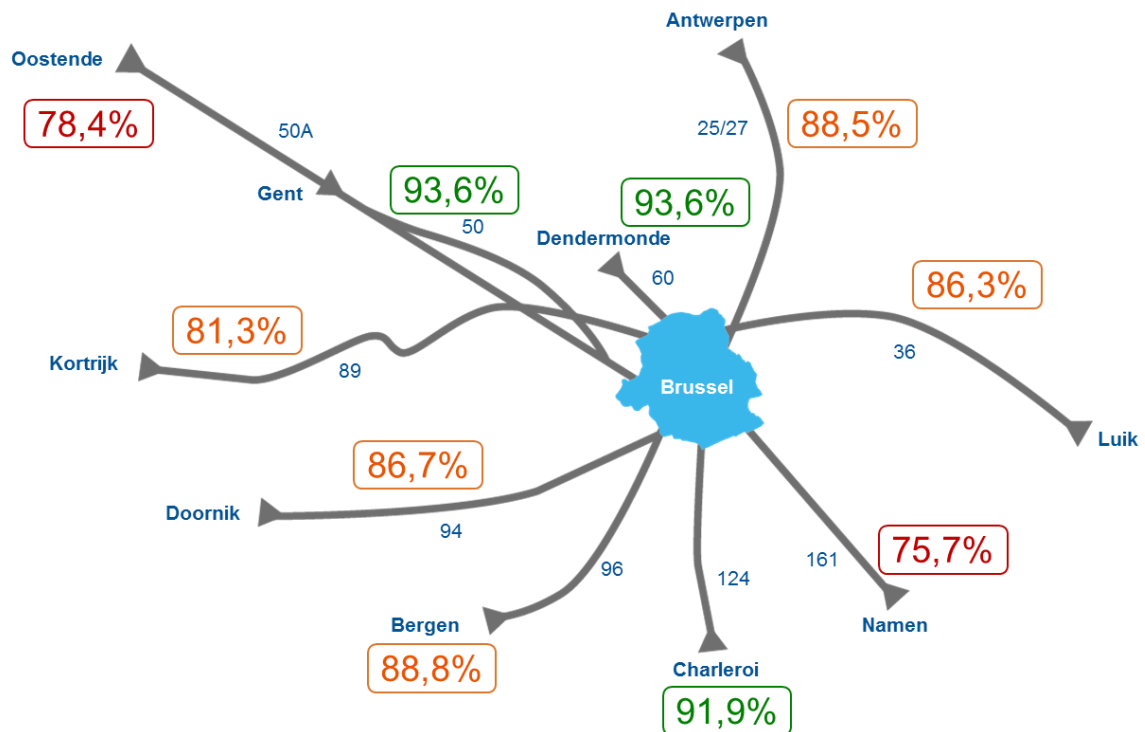 Antwerpen
Oostende
78,4%
50A
25/27
88,5%
Gent
93,6%
50
93,6%
Dendermonde
60
86,3%
81,3%
Kortrijk
89
36
Brussel
Luik
86,7%
Doornik
94
75,7%
96
124
161
Bergen
88,8%
Namen
Charleroi
91,9%